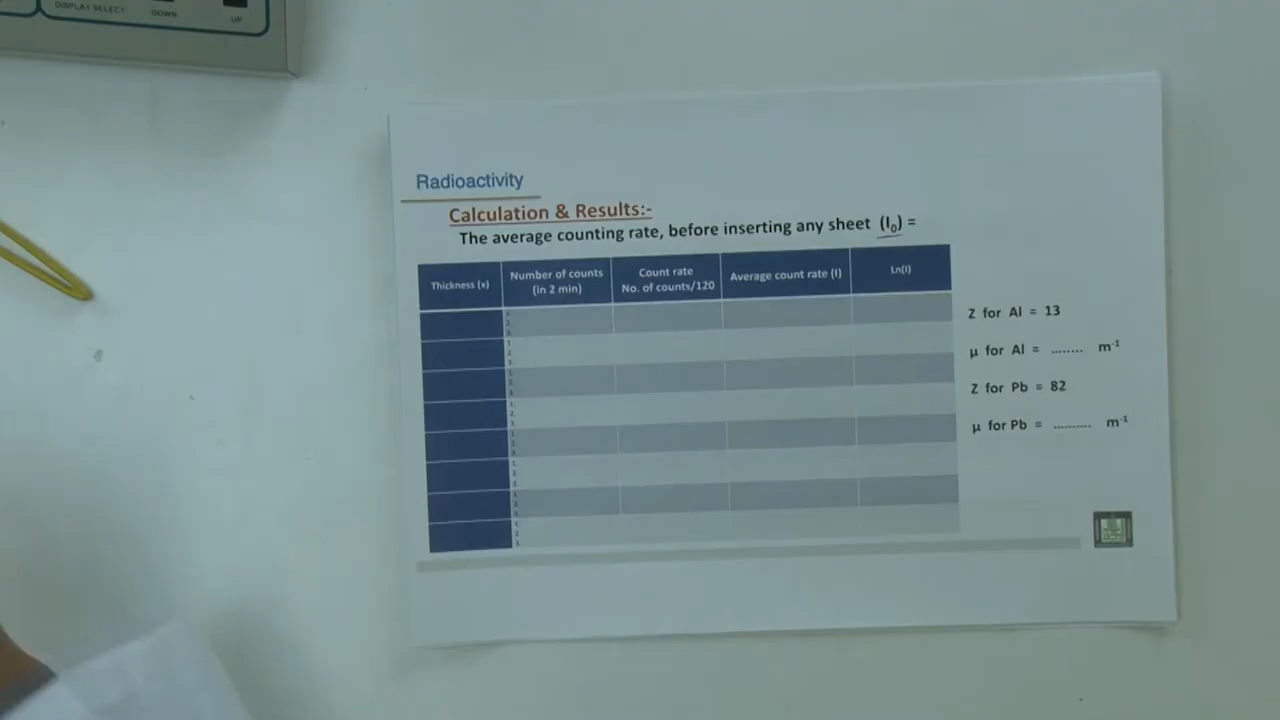 DISPLAY SELECT
DOWN
UP
Radioactivity
Calculation & Results:-
The average counting rate, before inserting any sheet (I₀) =
Thickness (x)
Number of counts
(in 2 min)
Count rate
No. of counts/120
Average count rate (I)
Ln(I)
Z for Al = 13
μ for Al = ........ m⁻¹
Z for Pb = 82
μ for Pb = .......... m⁻¹